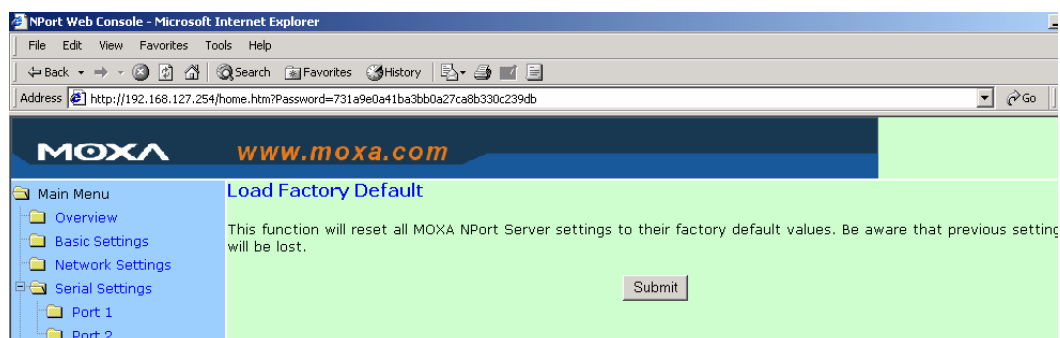 NPort Web Console - Microsoft Internet Explorer
File Edit View Favorites Tools Help
Back Search Favorites History
Address http://192.168.127.254/home.htm?Password=731a9e0a41ba3bb0a27ca8b330c239db Go
MOXA www.moxa.com
Main Menu
Overview
Basic Settings
Network Settings
Serial Settings
Port 1
Port 2
Load Factory Default
This function will reset all MOXA NPort Server settings to their factory default values. Be aware that previous setting
will be lost.
Submit